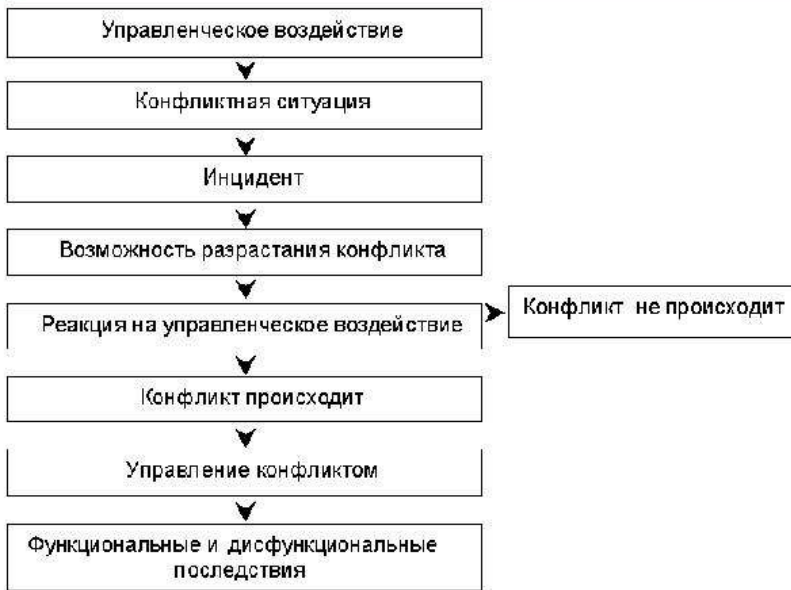 Управленческое воздействие
Конфликтная ситуация
Инцидент
Возможность разрастания конфликта
Реакция на управленческое воздействие
Конфликт не происходит
Конфликт происходит
Управление конфликтом
Функциональные и дисфункциональные
последствия